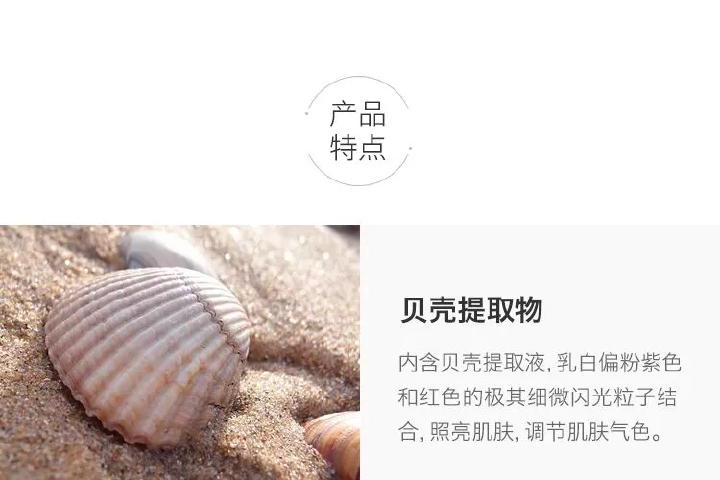 产品
特点
贝壳提取物
内含贝壳提取液, 乳白偏粉紫色
和红色的极其细微闪光粒子结
合, 照亮肌肤, 调节肌肤气色。